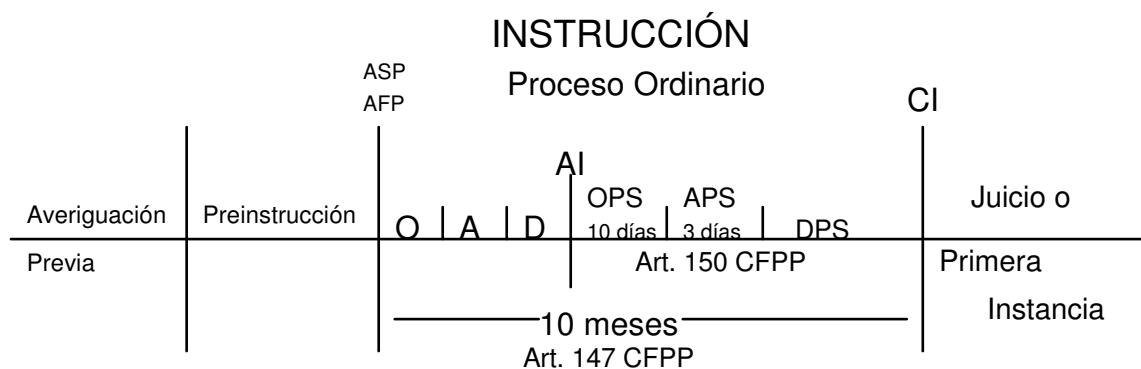 INSTRUCCIÓN
Proceso Ordinario
ASP
AFP
CI
AI
Averiguación
Previa
Preinstrucción
O
A
D
OPS
10 días
APS
3 días
DPS
Art. 150 CFPP
10 meses
Art. 147 CFPP
Juicio o
Primera
Instancia